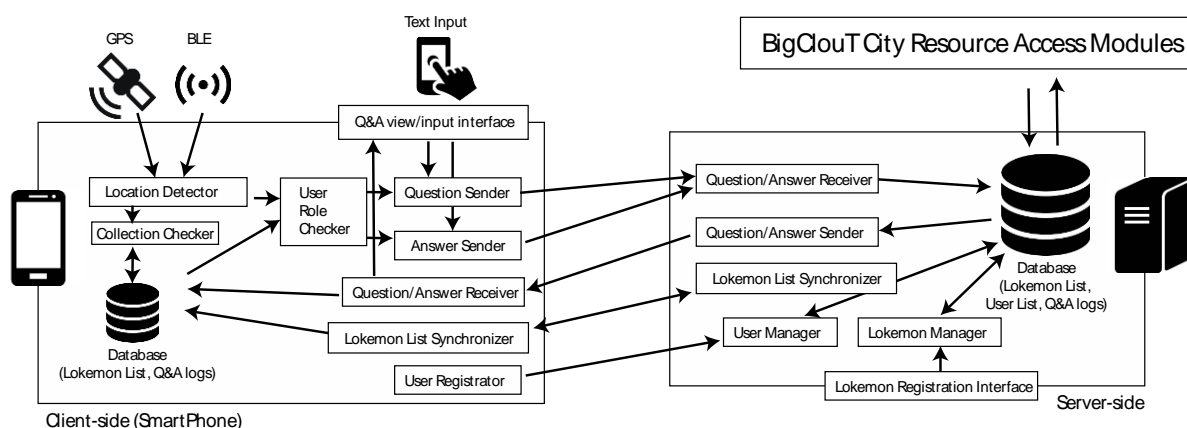 GPS
BLE
Text Input
BigClouT City Resource Access Modules
Q&A view/input interface
Location Detector
User
Role
Checker
Question Sender
Collection Checker
Answer Sender
Question/Answer Receiver
Lokemon List Synchronizer
User Registrator
Database
(Lokemon List, Q&A logs)
Client-side (SmartPhone)
Question/Answer Receiver
Question/Answer Sender
Lokemon List Synchronizer
User Manager
Lokemon Manager
Database
(Lokemon List,
User List, Q&A logs)
Lokemon Registration Interface
Server-side